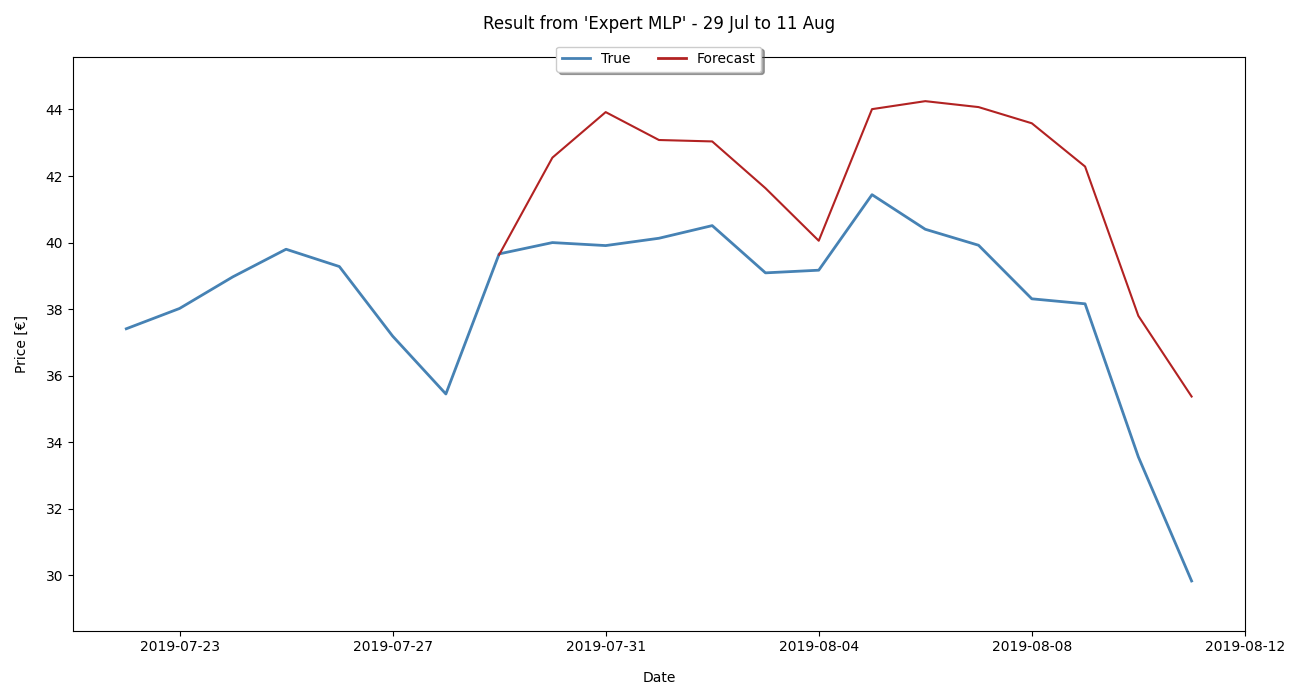 Result from 'Expert MLP' - 29 Jul to 11 Aug
True Forecast
44
42
40
38
36
34
32
30
Price [€]
2019-07-23 2019-07-27 2019-07-31 2019-08-04 2019-08-08 2019-08-12
Date